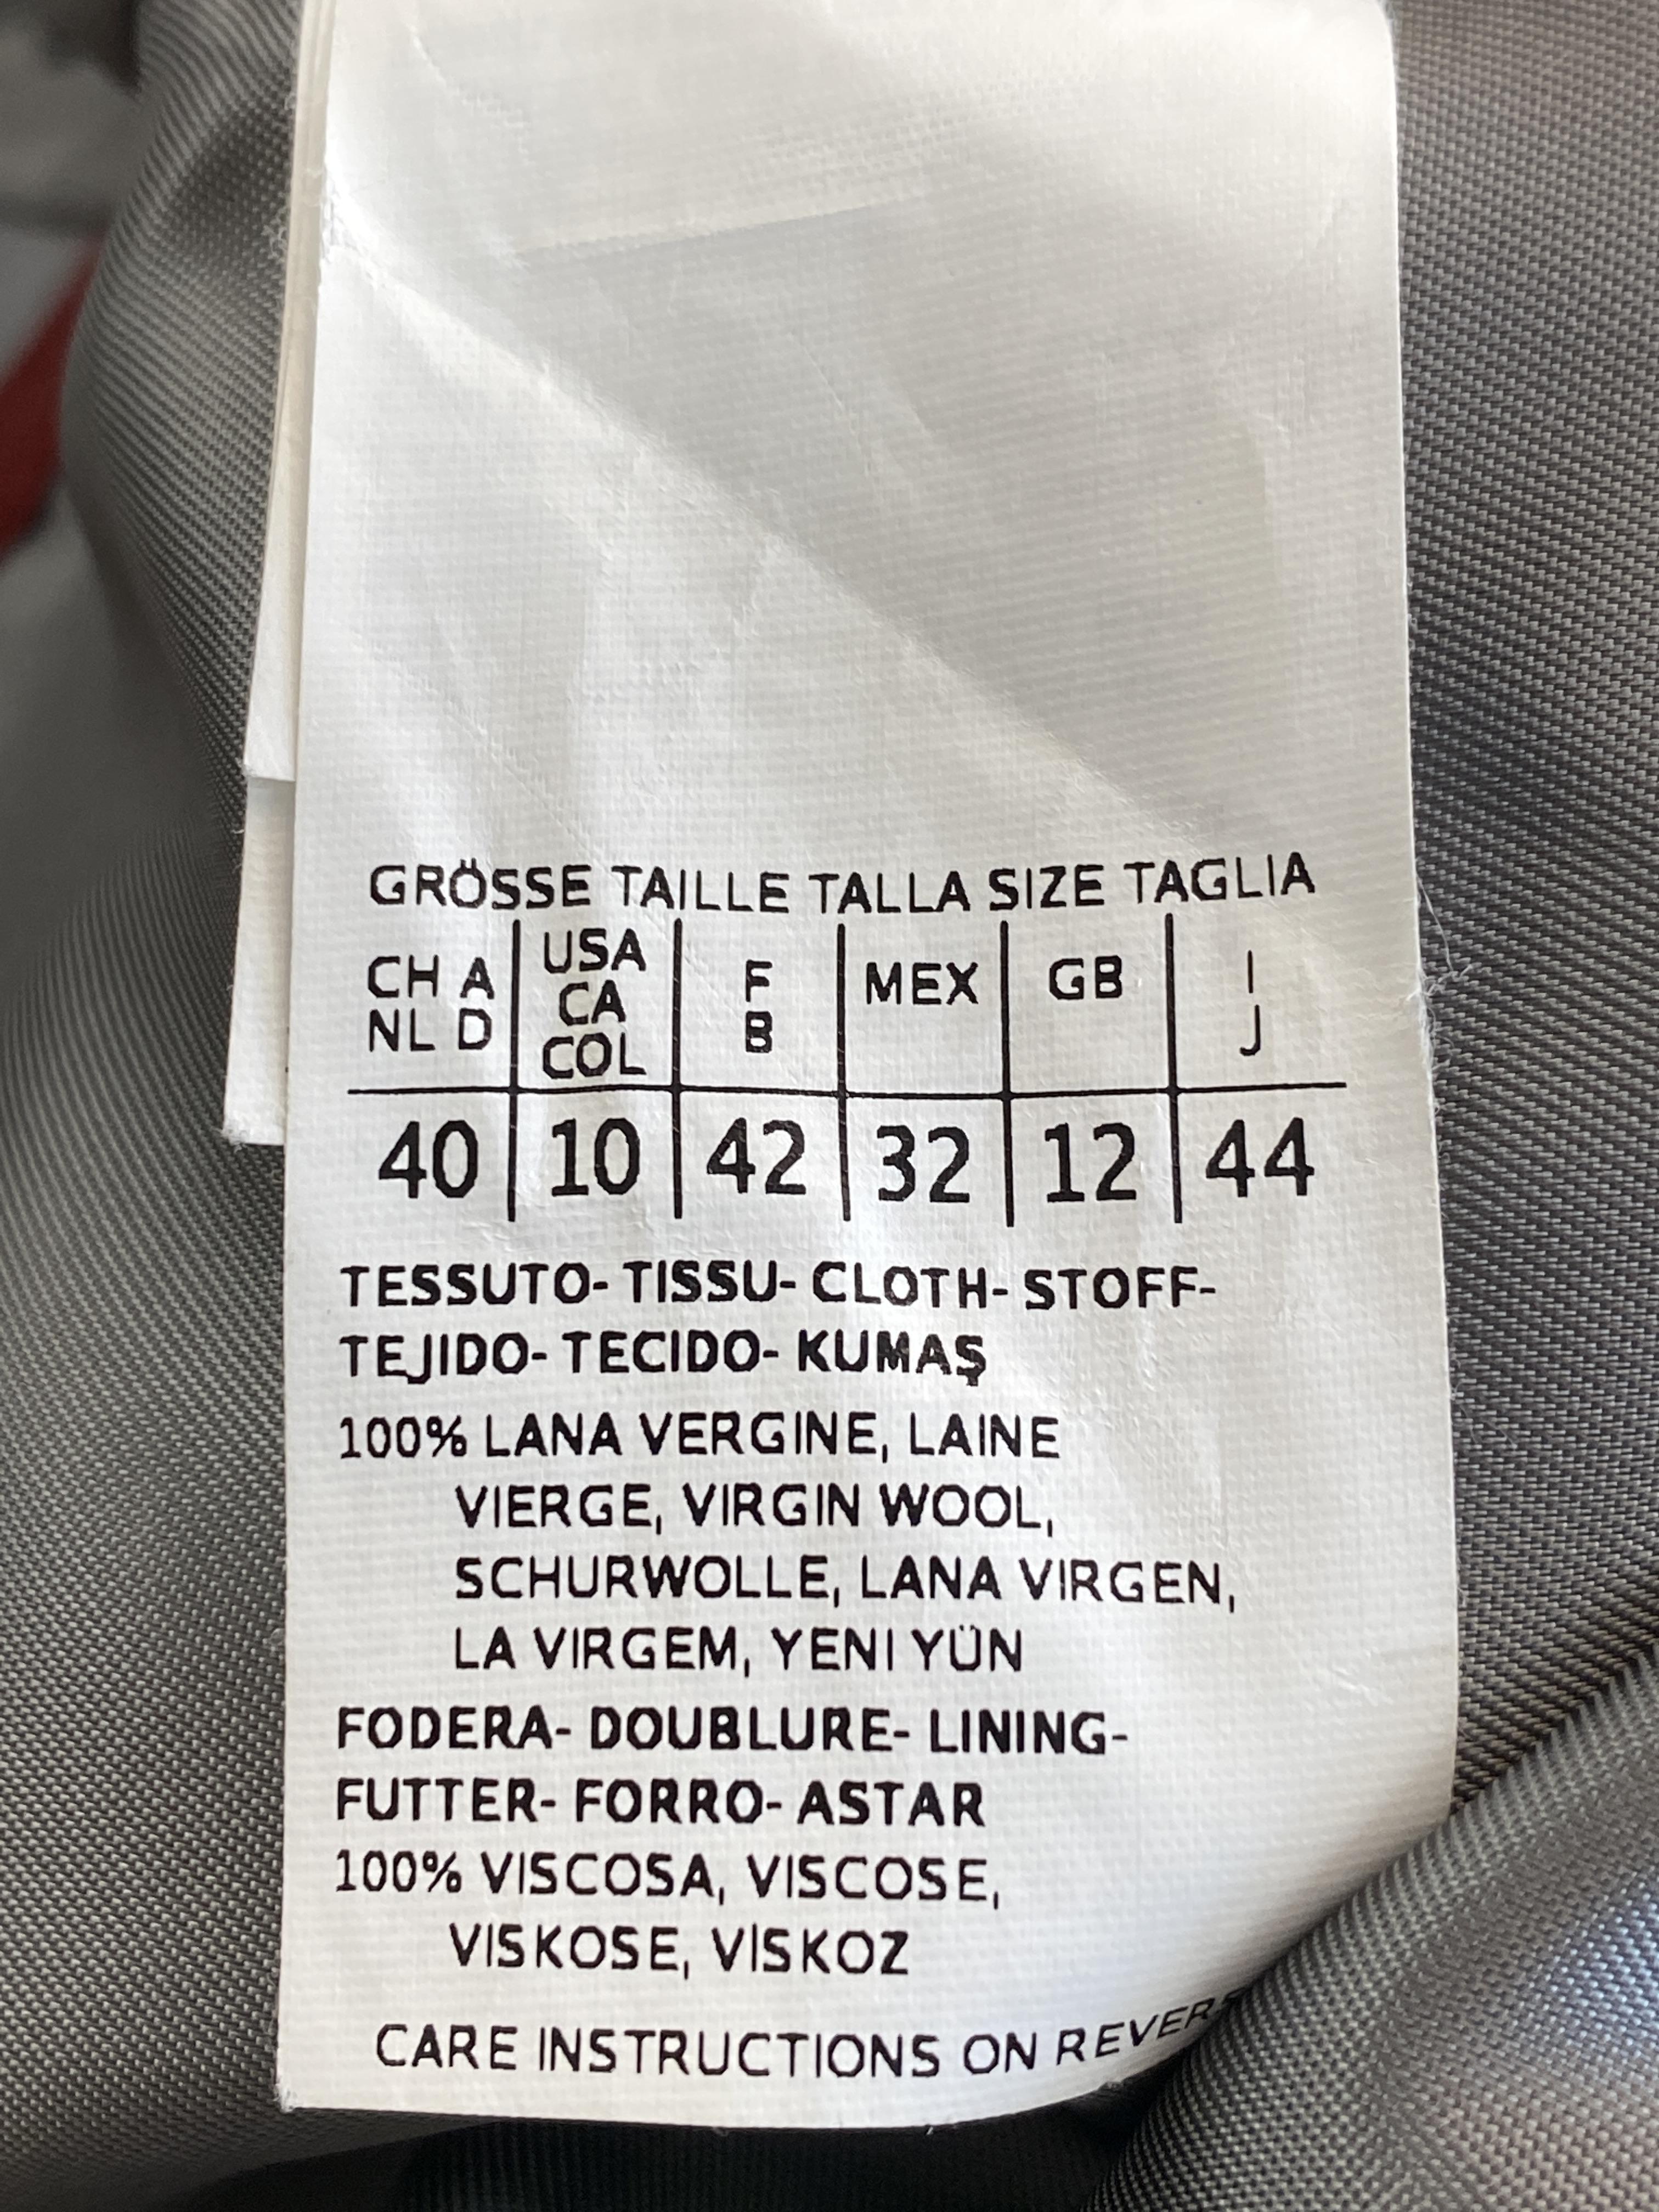 GRÖSSE TAILLE TALLA SIZE TAGLIA
CH A NL D | USA CA COL | F B | MEX | GB | I J
40 | 10 | 42 | 32 | 12 | 44
TESSUTO- TISSU- CLOTH- STOFF-
TEJIDO- TECIDO- KUMAŞ
100% LANA VERGINE, LAINE
VIERGE, VIRGIN WOOL,
SCHURWOLLE, LANA VIRGEN,
LA VIRGEM, YENI YÜN
FODERA- DOUBLURE- LINING-
FUTTER- FORRO- ASTAR
100% VISCOSA, VISCOSE,
VISKOSE, VİSKOZ
CARE INSTRUCTIONS ON REVERS